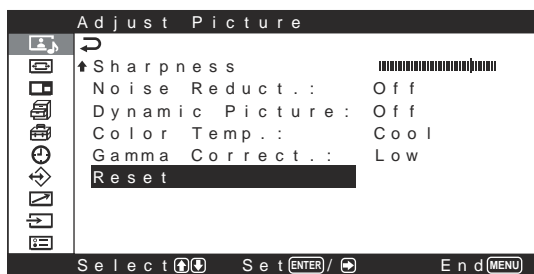 Adjust Picture
Sharpness
Noise Reduct.: Off
Dynamic Picture: Off
Color Temp.: Cool
Gamma Correct.: Low
Reset
Select Set ENTER / End MENU